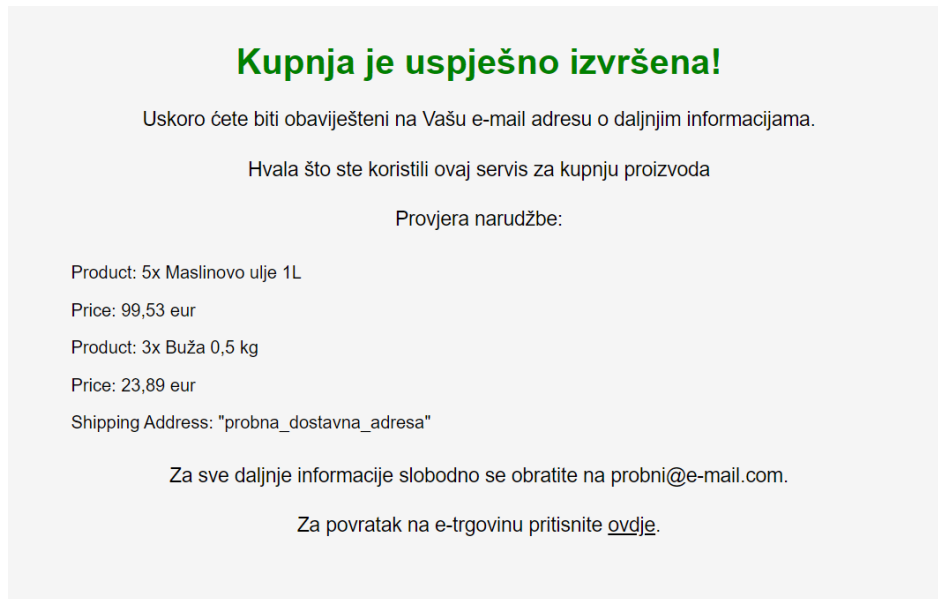 Kupnja je uspješno izvršena!
Uskoro ćete biti obaviješteni na Vašu e-mail adresu o daljnjim informacijama.
Hvala što ste koristili ovaj servis za kupnju proizvoda
Provjera narudžbe:
Product: 5x Maslinovo ulje 1L
Price: 99,53 eur
Product: 3x Buža 0,5 kg
Price: 23,89 eur
Shipping Address: "probna_dostavna_adresa"
Za sve daljnje informacije slobodno se obratite na probni@e-mail.com.
Za povratak na e-trgovinu pritisnite ovdje.